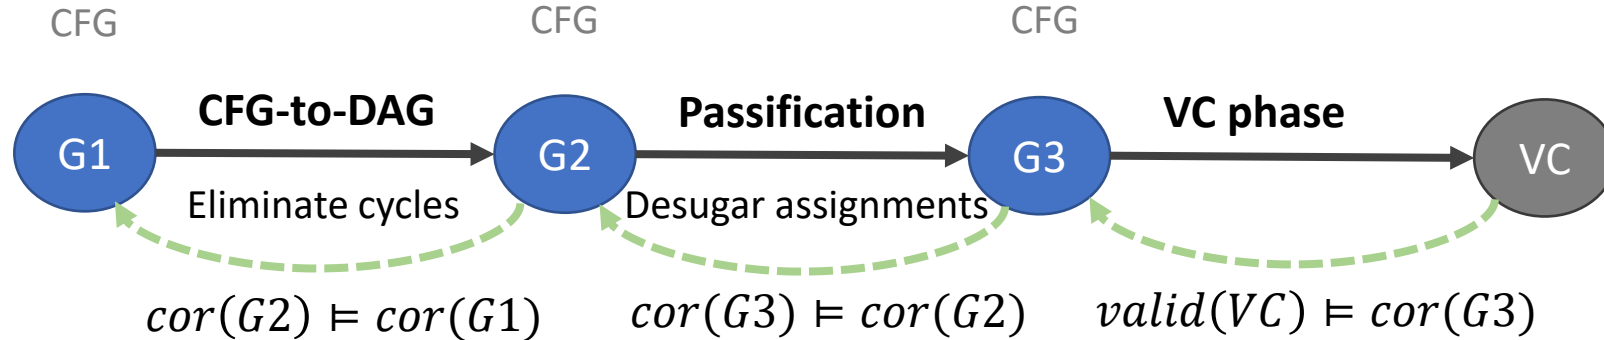 CFG CFG CFG
CFG-to-DAG Passification VC phase
G1 G2 G3 VC
Eliminate cycles Desugar assignments
cor(G2) ⊨ cor(G1) cor(G3) ⊨ cor(G2) valid(VC) ⊨ cor(G3)